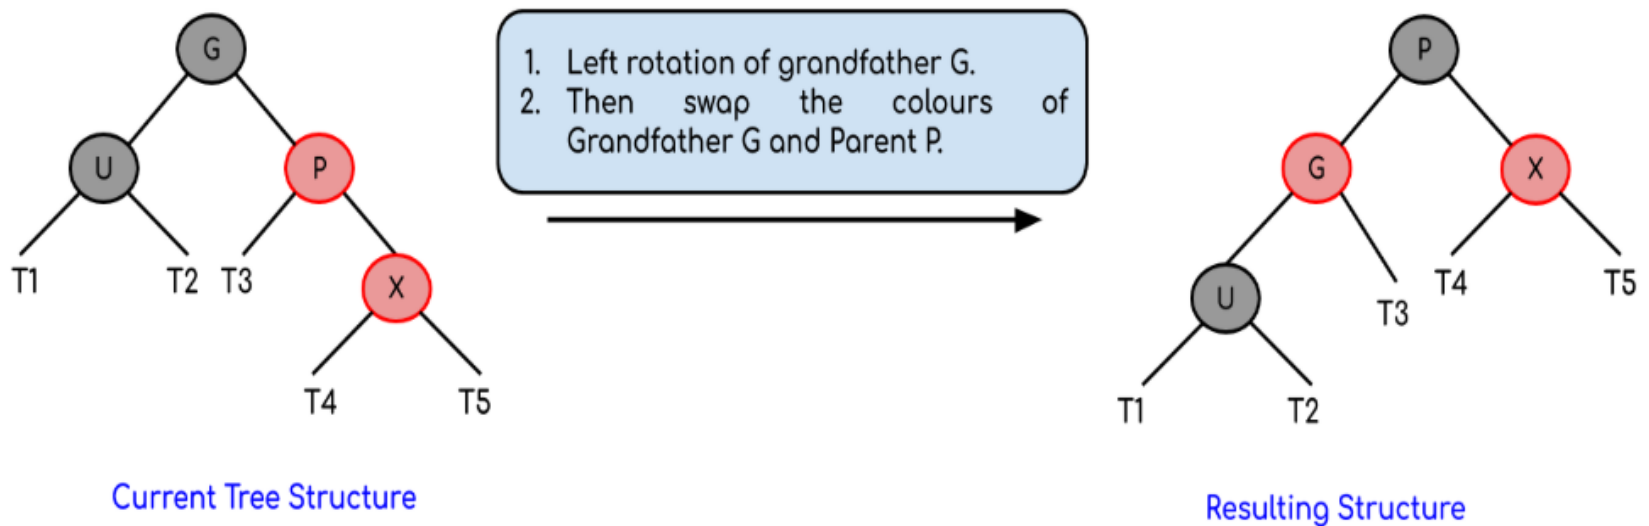 G
U
P
T1
T2
T3
X
T4
T5
Current Tree Structure
1. Left rotation of grandfather G.
2. Then swap the colours of
Grandfather G and Parent P.
P
G
X
U
T3
T4
T5
T1
T2
Resulting Structure